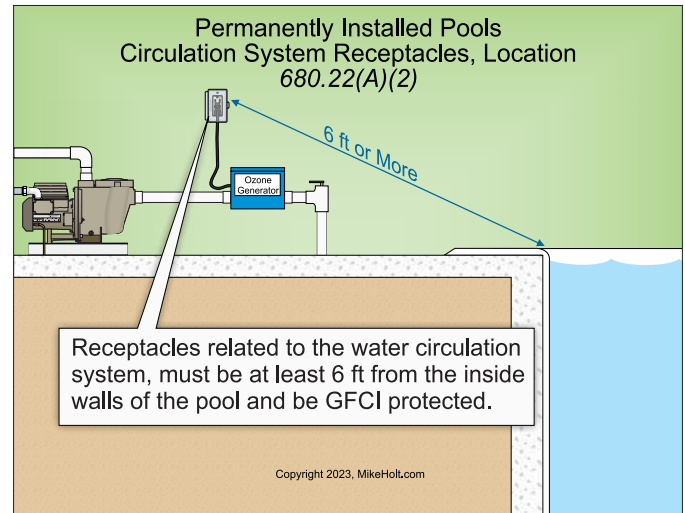 Permanently Installed Pools
Circulation System Receptacles, Location
680.22(A)(2)
6 ft or More
Ozone
Generator
Receptacles related to the water circulation
system, must be at least 6 ft from the inside
walls of the pool and be GFCI protected.
Copyright 2023, MikeHolt.com